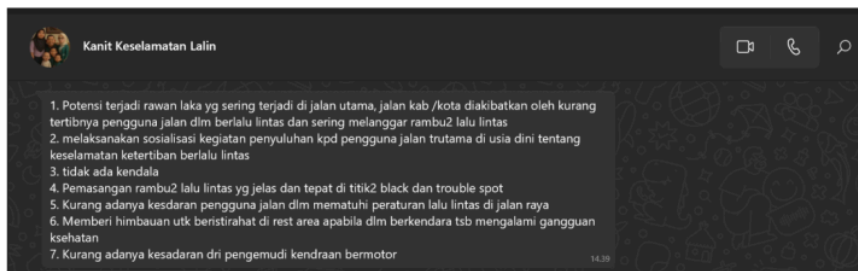 Kanit Keselamatan Lalin
1. Potensi terjadi rawan laka yg sering terjadi di jalan utama, jalan kab /kota diakibatkan oleh kurang
tertibnya pengguna jalan dlm berlalu lintas dan sering melanggar rambu2 lalu lintas
2. melaksanakan sosialisasi kegiatan penyuluhan kpd pengguna jalan trutama di usia dini tentang
keselamatan ketertiban berlalu lintas
3. tidak ada kendala
4. Pemasangan rambu2 lalu lintas yg jelas dan tepat di titik2 black dan trouble spot
5. Kurang adanya kesdaran pengguna jalan dlm mematuhi peraturan lalu lintas di jalan raya
6. Memberi himbauan utk beristirahat di rest area apabila dlm berkendara tsb mengalami gangguan
ksehatan
7. Kurang adanya kesadaran dri pengemudi kendraan bermotor
14.39